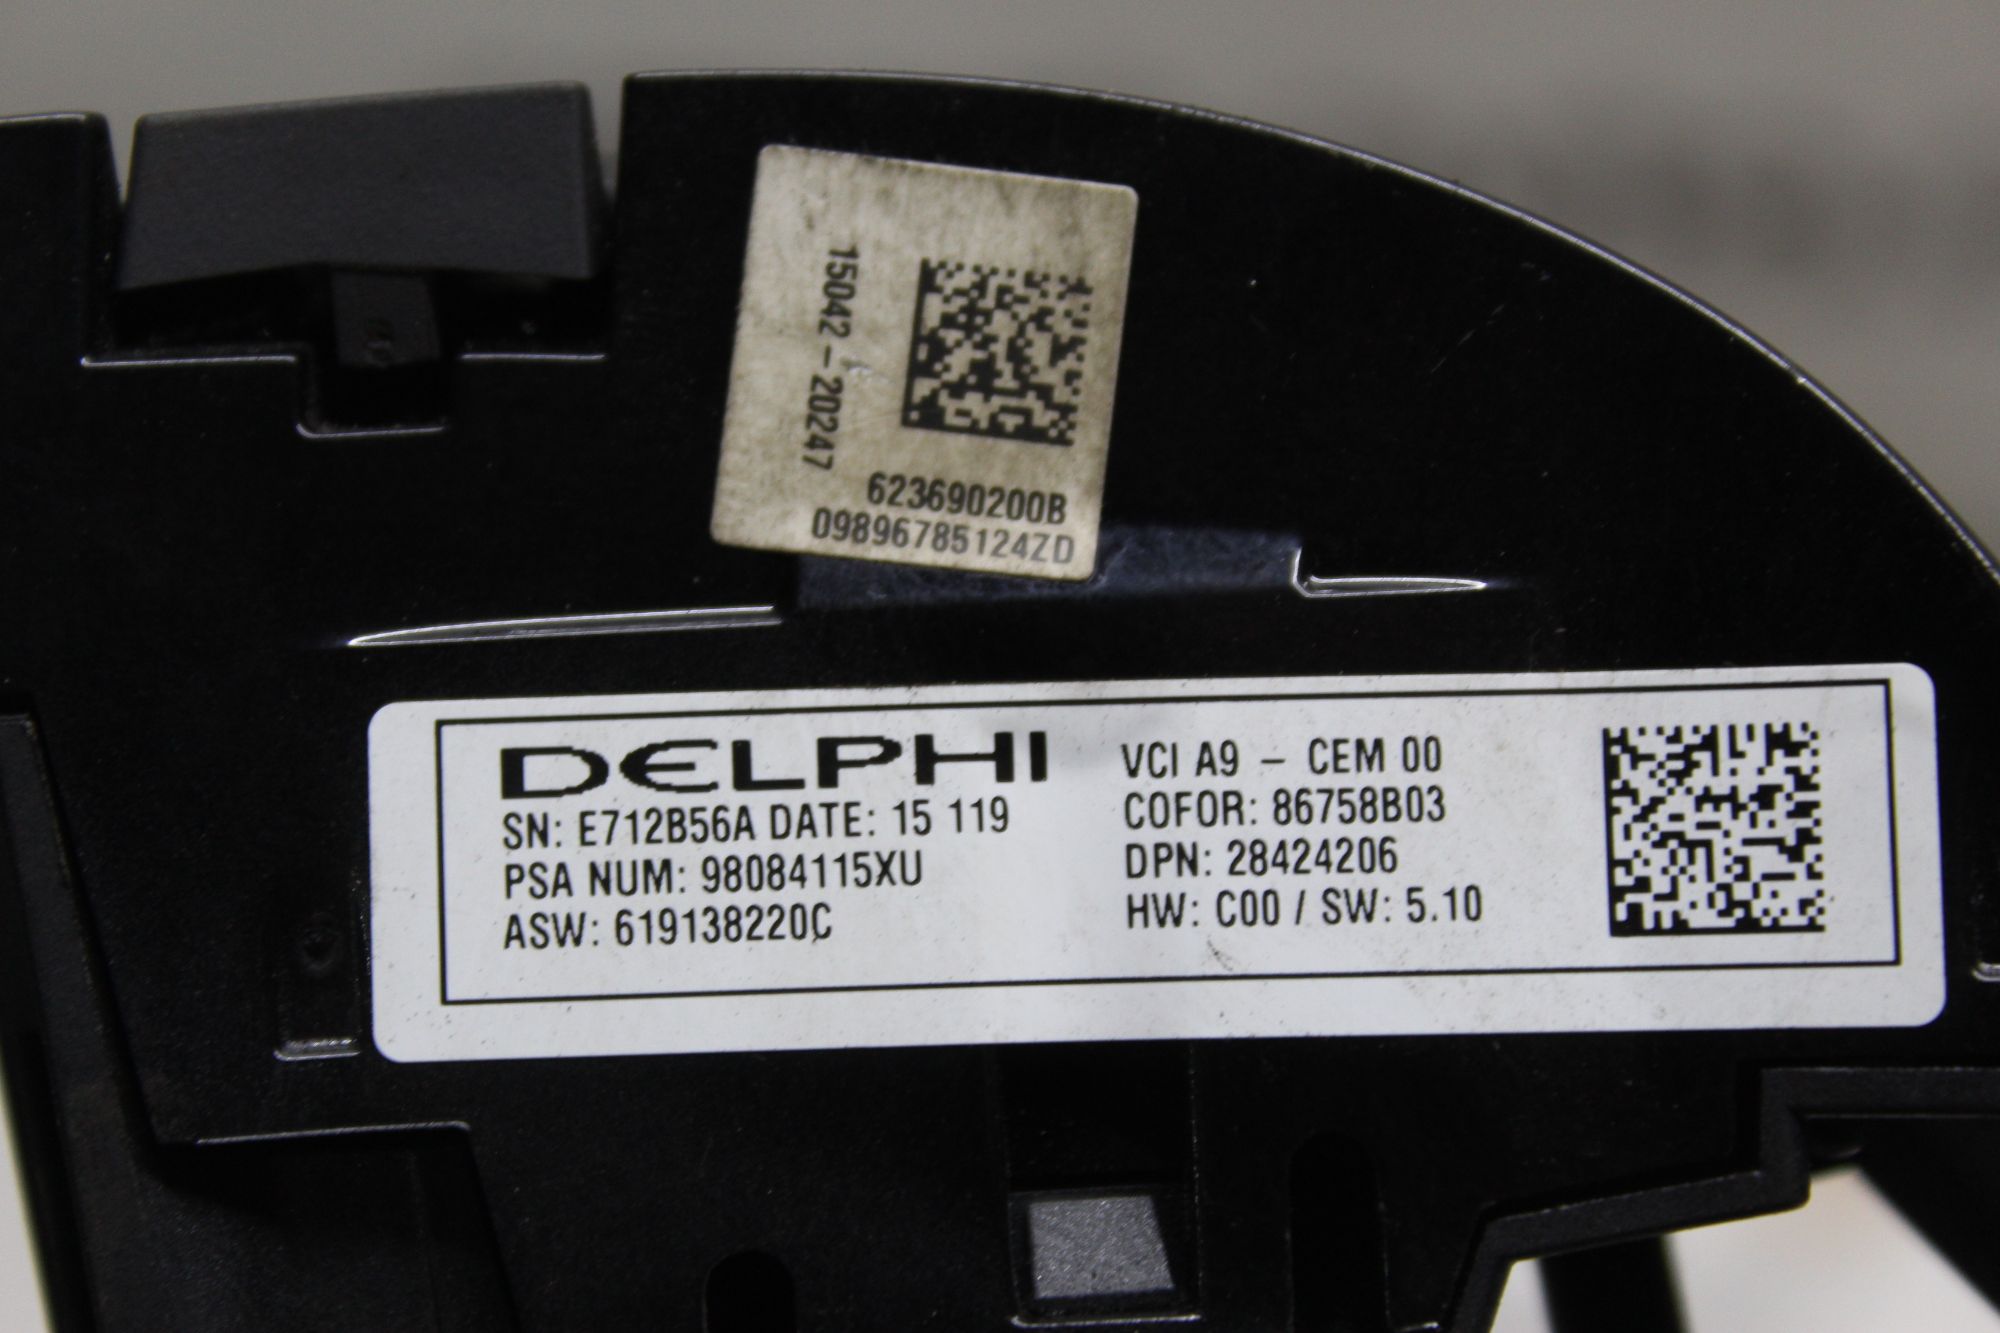 15042-20247
623690200B
09896785124ZD
DELPHI
SN: E712B56A DATE: 15 119
PSA NUM: 98084115XU
ASW: 619138220C
VCI A9 - CEM 00
COFOR: 86758B03
DPN: 28424206
HW: C00 / SW: 5.10